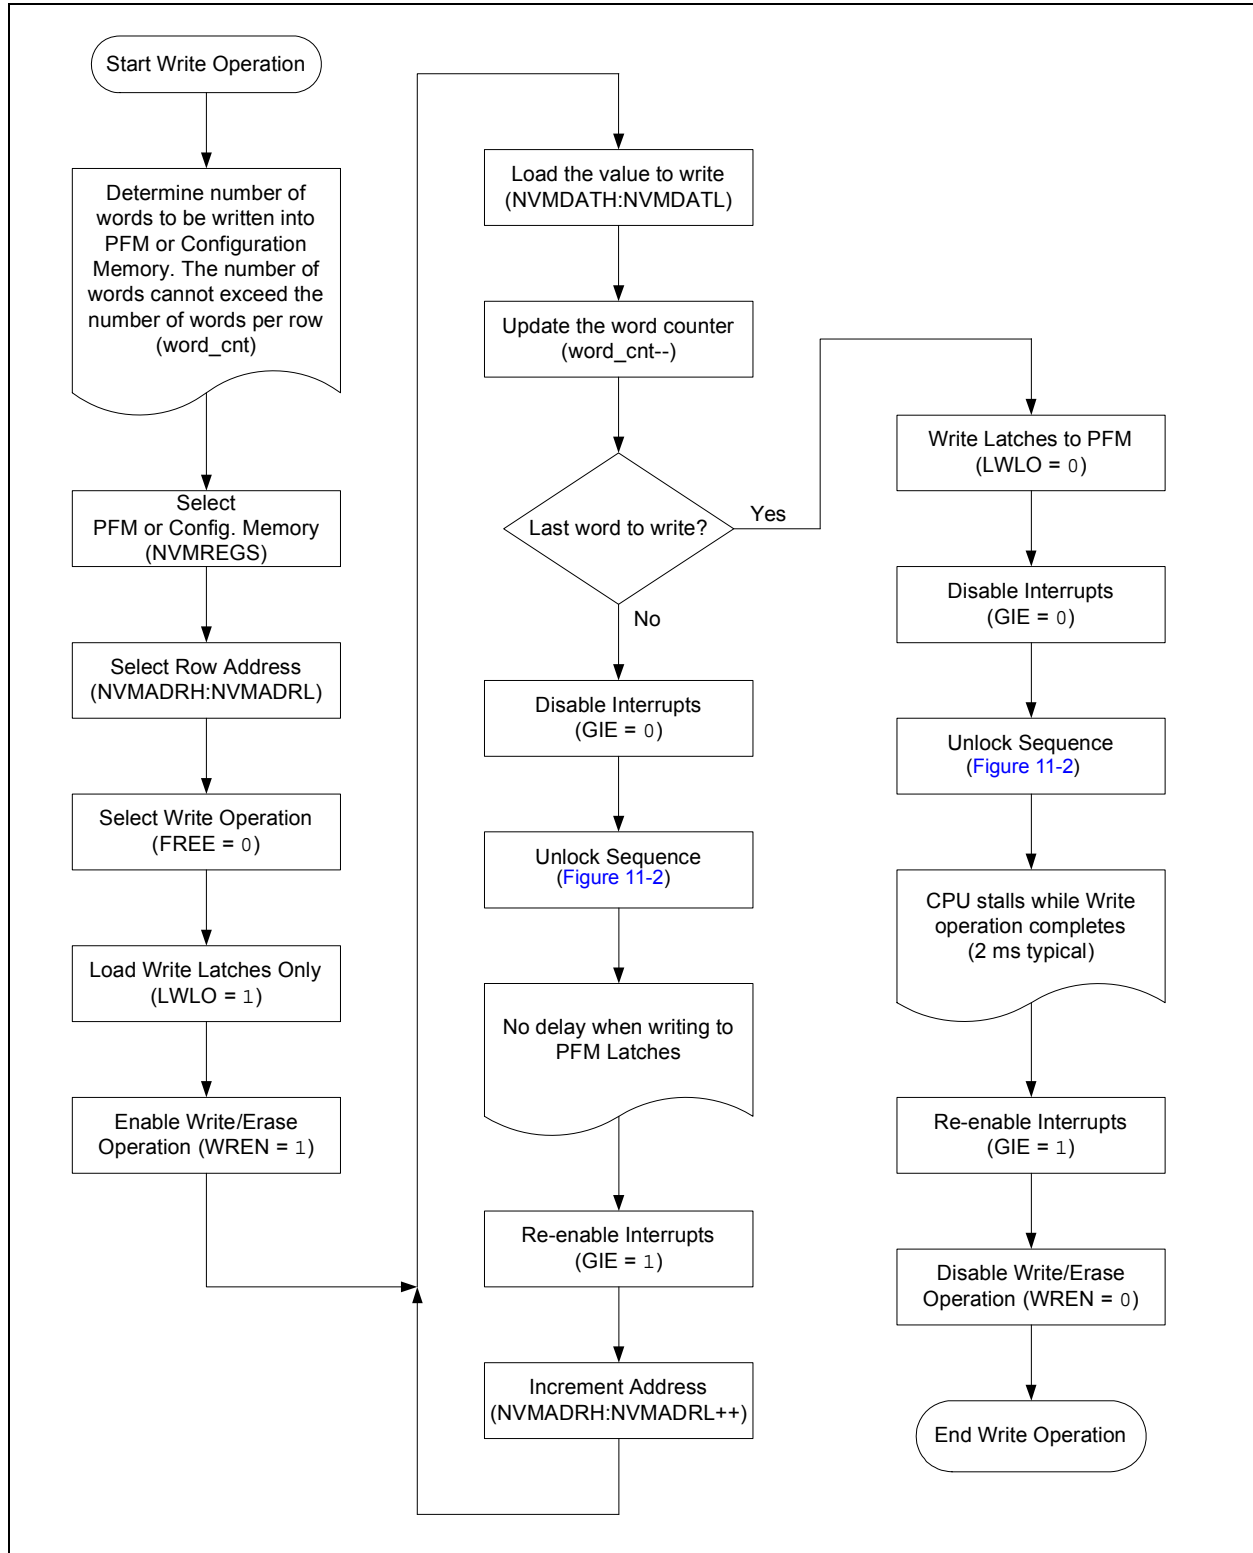 Start Write Operation
Determine number of
words to be written into
PFM or Configuration
Memory. The number of
words cannot exceed the
number of words per row
(word_cnt)
Select
PFM or Config. Memory
(NVMREGS)
Select Row Address
(NVMADRH:NVMADRL)
Select Write Operation
(FREE = 0)
Load Write Latches Only
(LWLO = 1)
Enable Write/Erase
Operation (WREN = 1)
Load the value to write
(NVMDATH:NVMDATL)
Update the word counter
(word_cnt--)
Last word to write?
Yes
No
Disable Interrupts
(GIE = 0)
Unlock Sequence
(Figure 11-2)
No delay when writing to
PFM Latches
Re-enable Interrupts
(GIE = 1)
Increment Address
(NVMADRH:NVMADRL++)
Write Latches to PFM
(LWLO = 0)
Disable Interrupts
(GIE = 0)
Unlock Sequence
(Figure 11-2)
CPU stalls while Write
operation completes
(2 ms typical)
Re-enable Interrupts
(GIE = 1)
Disable Write/Erase
Operation (WREN = 0)
End Write Operation